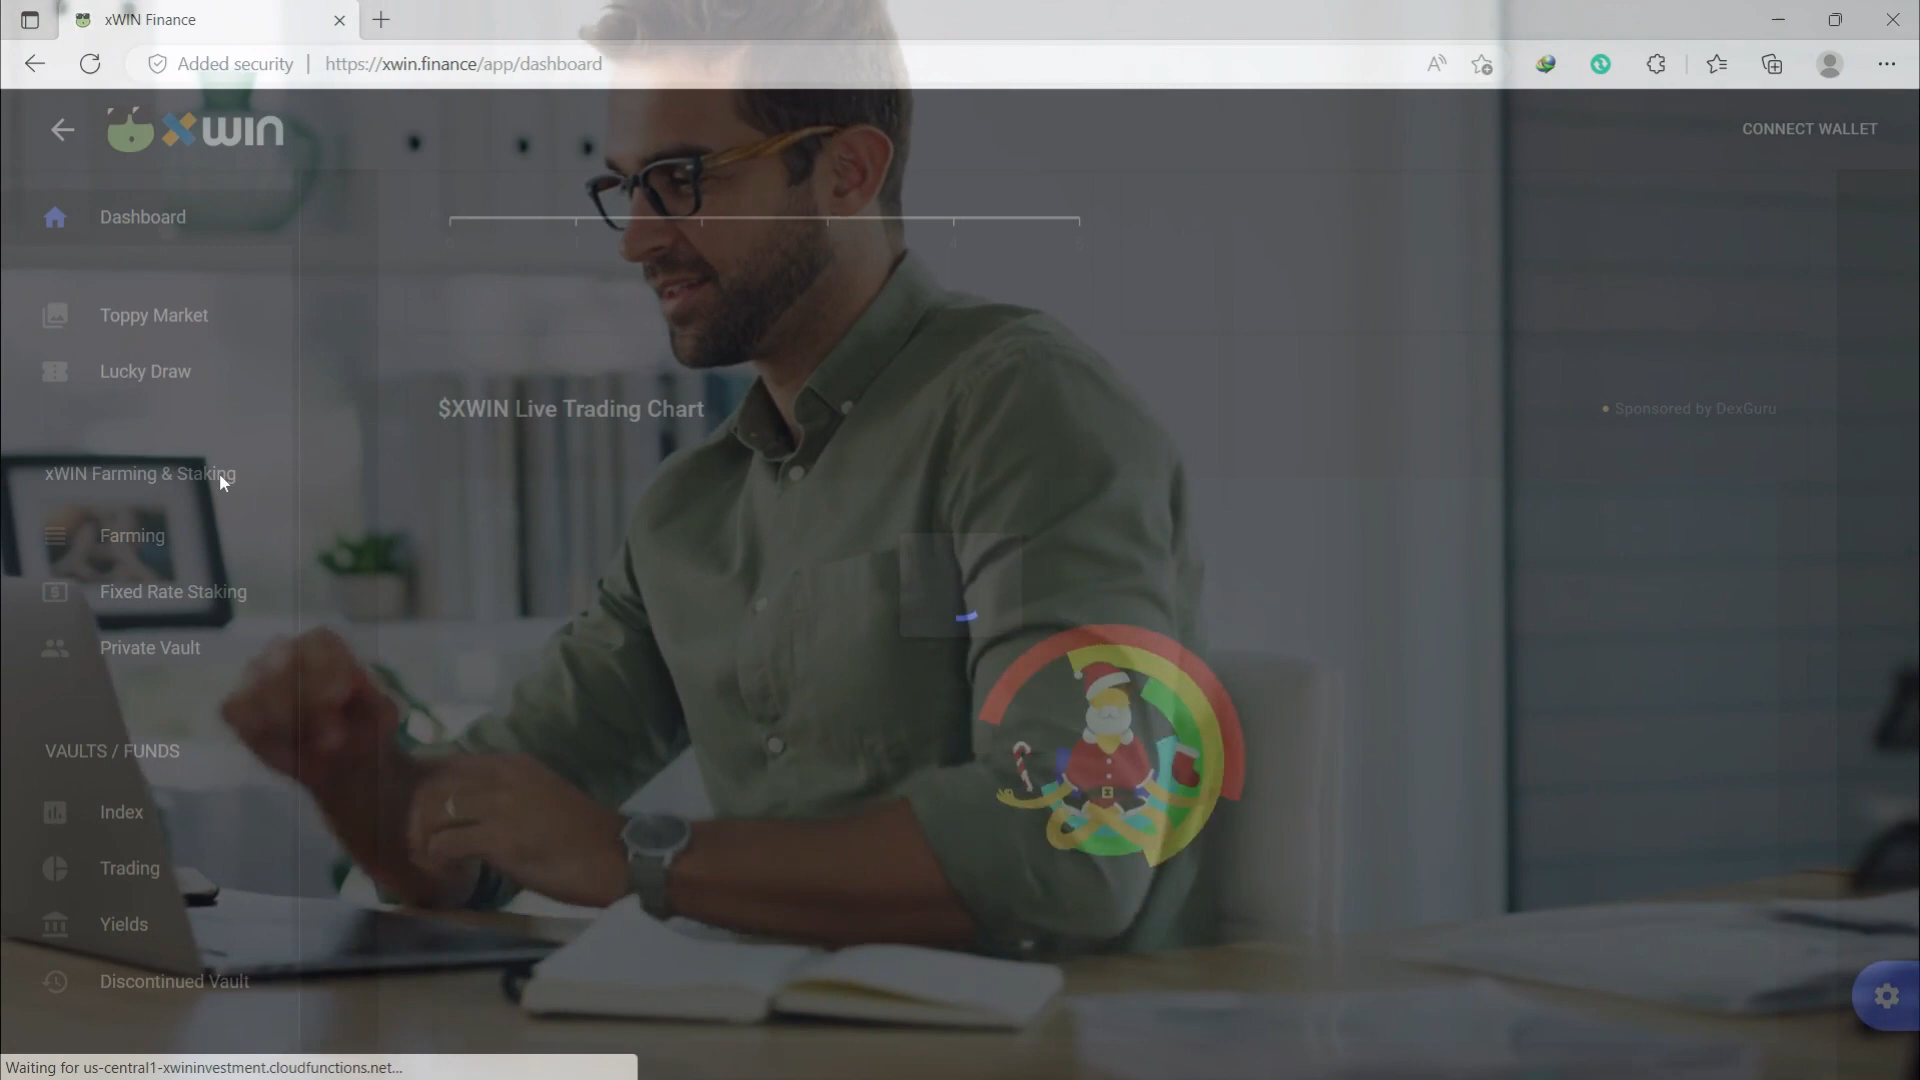 xWIN Finance
Added security | https://xwin.finance/app/dashboard
xWIN
CONNECT WALLET
Dashboard
Toppy Market
Lucky Draw
$XWIN Live Trading Chart
Sponsored by DexGuru
xWIN Farming & Staking
Farming
Fixed Rate Staking
Private Vault
VAULTS / FUNDS
Index
Trading
Yields
Discontinued Vault
Waiting for us-central1-xwininvestment.cloudfunctions.net...